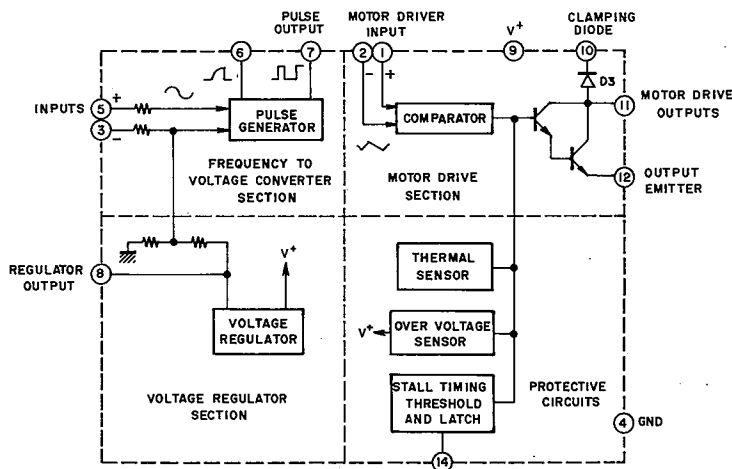 PULSE
OUTPUT
MOTOR DRIVER
INPUT
V+
CLAMPING
DIODE
6
7
2
1
9
10
-
+
D3
INPUTS
5
+
3
-
PULSE
GENERATOR
COMPARATOR
11
MOTOR DRIVE
OUTPUTS
FREQUENCY TO
VOLTAGE CONVERTER
SECTION
MOTOR DRIVE
SECTION
12
OUTPUT
EMITTER
REGULATOR
OUTPUT
8
V+
THERMAL
SENSOR
VOLTAGE
REGULATOR
V+
OVER VOLTAGE
SENSOR
VOLTAGE REGULATOR
SECTION
STALL TIMING
THRESHOLD
AND LATCH
PROTECTIVE
CIRCUITS
4
GND
14